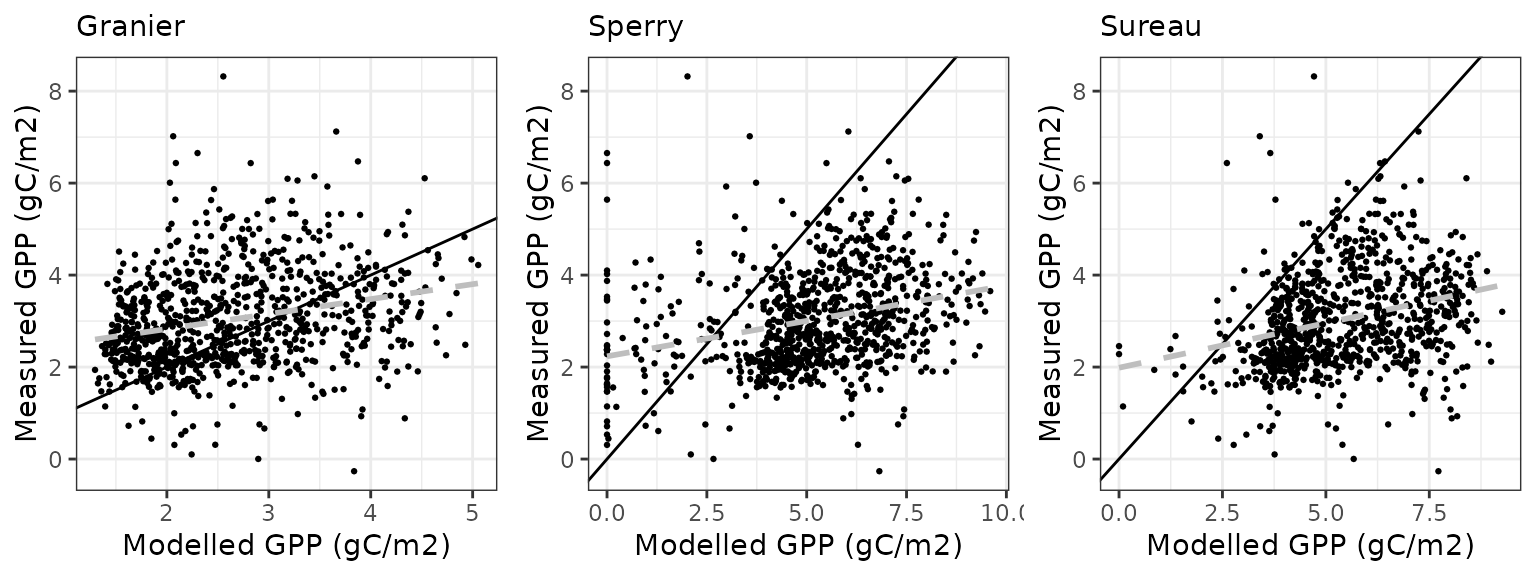 Granier
Measured GPP (gC/m2)
8
6
4
2
0
2 3 4 5
Modelled GPP (gC/m2)
Sperry
Measured GPP (gC/m2)
8
6
4
2
0
0.0 2.5 5.0 7.5 10.0
Modelled GPP (gC/m2)
Sureau
Measured GPP (gC/m2)
8
6
4
2
0
0.0 2.5 5.0 7.5
Modelled GPP (gC/m2)